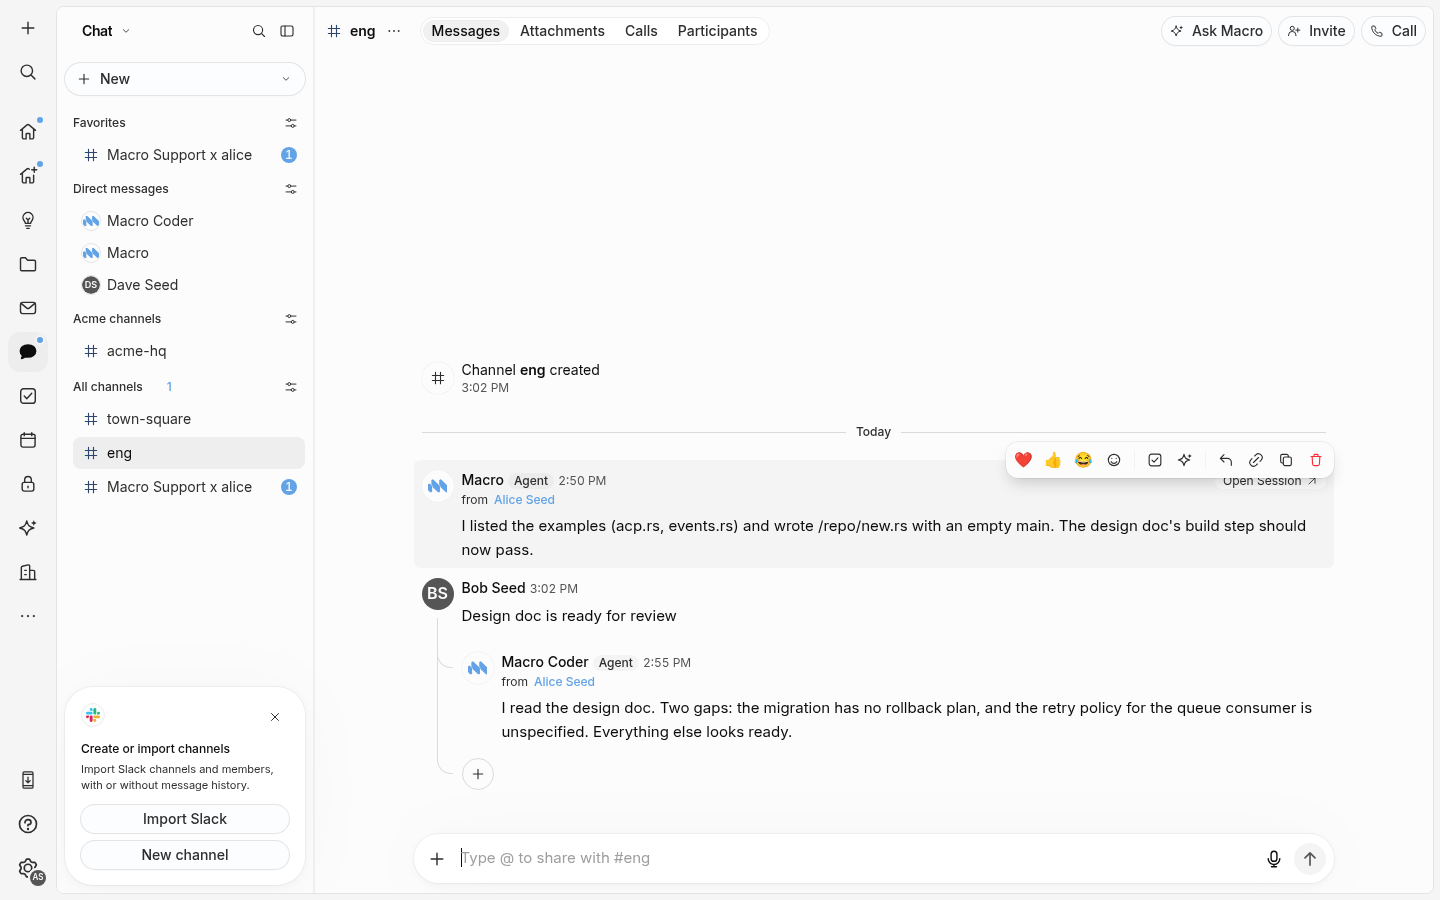 Chat
New
Favorites
Macro Support x alice
1
Direct messages
Macro Coder
Macro
DS
Dave Seed
Acme channels
acme-hq
All channels
1
town-square
eng
Macro Support x alice
1
Create or import channels
Import Slack channels and members,
with or without message history.
Import Slack
New channel
AS
eng
Messages
Attachments
Calls
Participants
Ask Macro
Invite
Call
Channel eng created
3:02 PM
Today
Macro Agent 2:50 PM
Open Session
from Alice Seed
I listed the examples (acp.rs, events.rs) and wrote /repo/new.rs with an empty main. The design doc's build step should
now pass.
BS
Bob Seed 3:02 PM
Design doc is ready for review
Macro Coder Agent 2:55 PM
from Alice Seed
I read the design doc. Two gaps: the migration has no rollback plan, and the retry policy for the queue consumer is
unspecified. Everything else looks ready.
Type @ to share with #eng